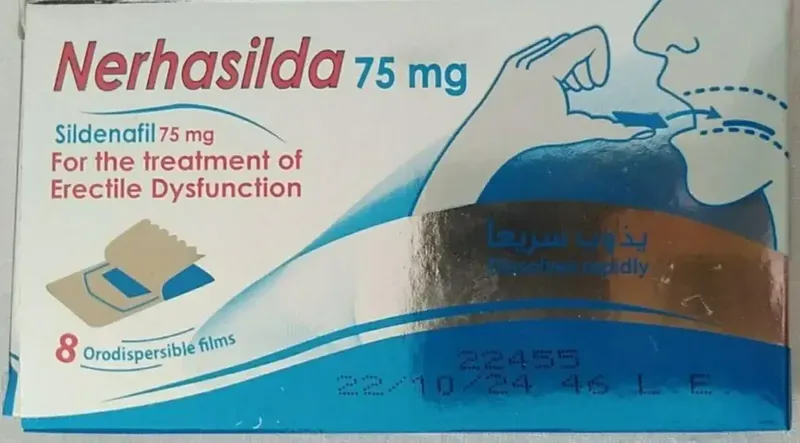 Nerhasilda 75 mg
Sildenafil 75 mg
For the treatment of
Erectile Dysfunction
يذوب سريعاً
Dissolves rapidly
8 Orodispersible films
22455
22/10/24 46 L.E.